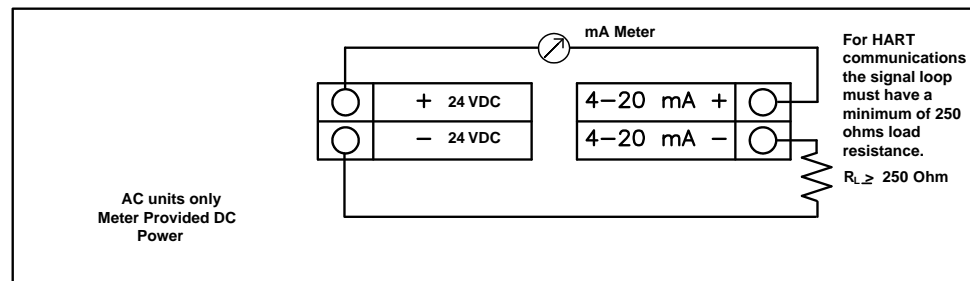 mA Meter
For HART
communications
the signal loop
must have a
minimum of 250
ohms load
resistance.
+ 24 VDC
4-20 mA +
- 24 VDC
4-20 mA -
RL ≥ 250 Ohm
AC units only
Meter Provided DC
Power